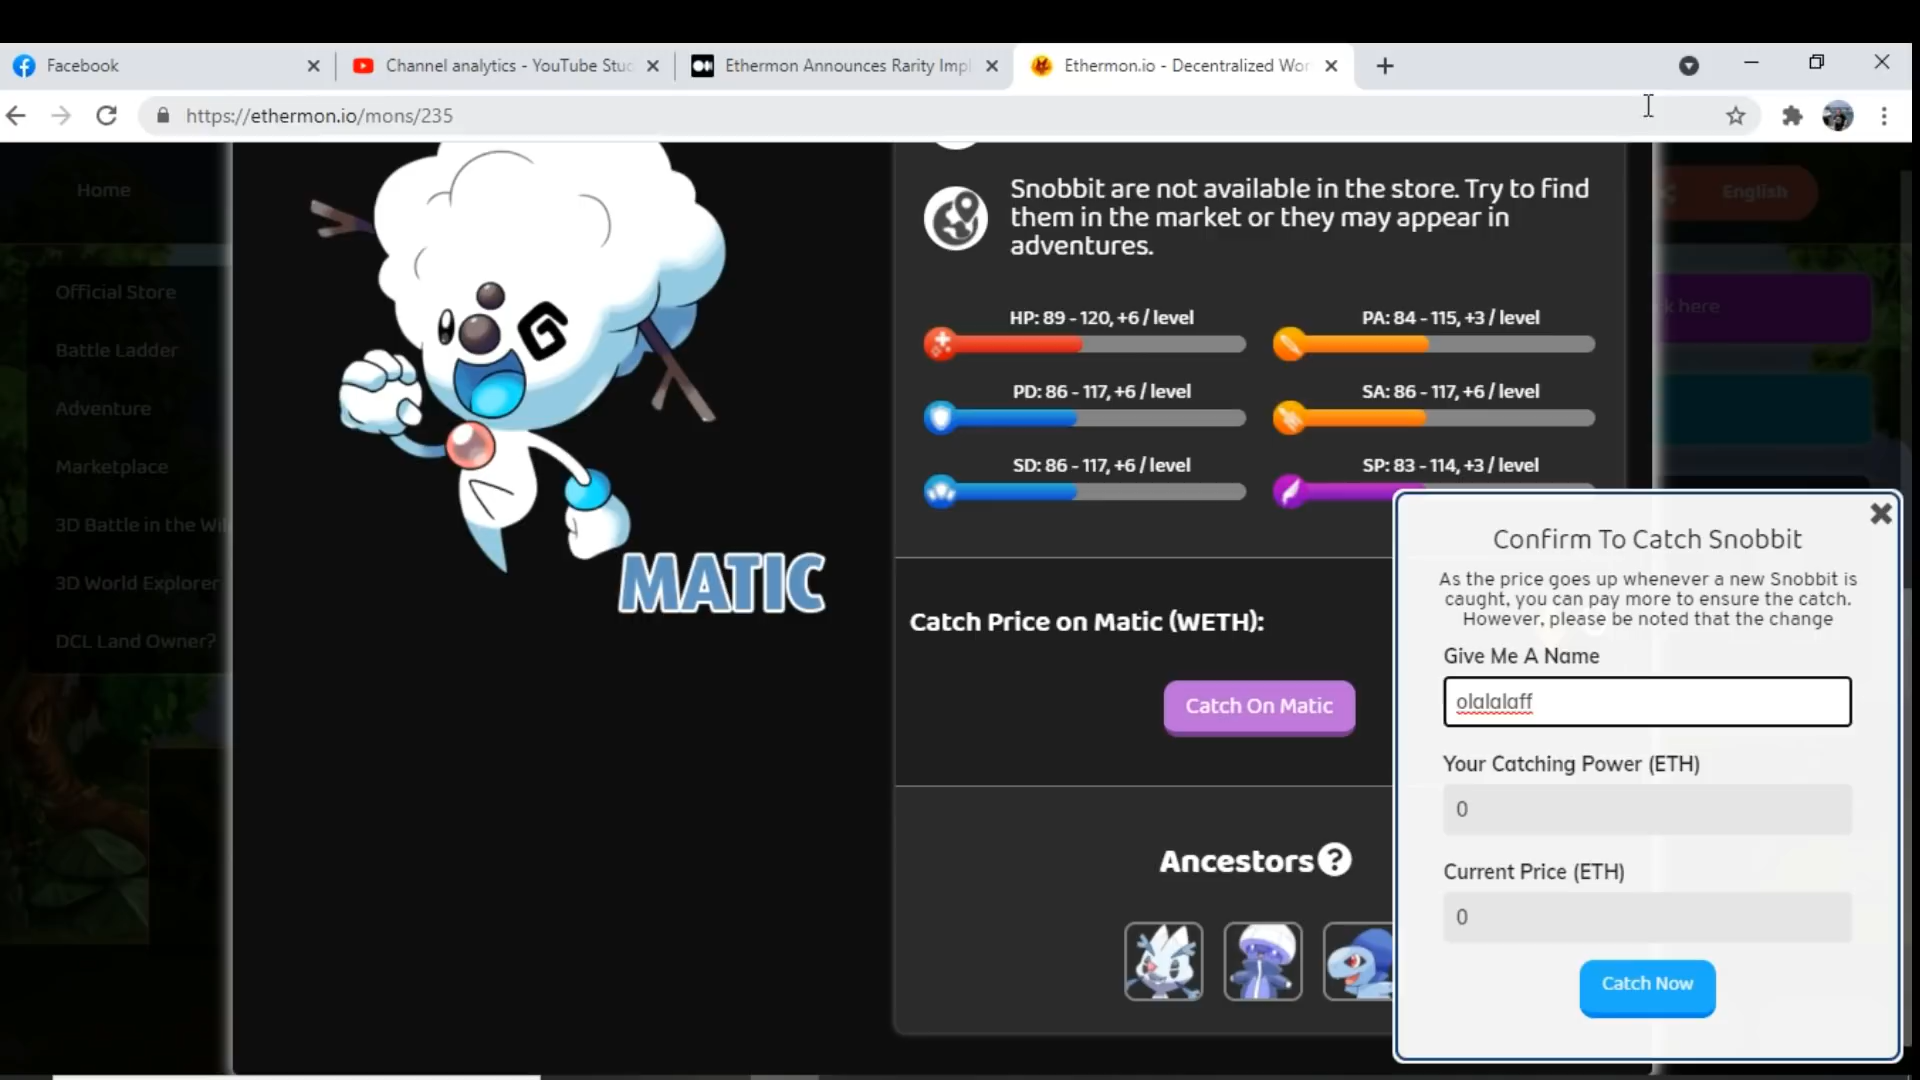 Facebook
Channel analytics - YouTube Stuc
Ethermon Announces Rarity Impl
Ethermon.io - Decentralized Wor
https://ethermon.io/mons/235
Home
English
Official Store
Battle Ladder
Adventure
Marketplace
3D Battle in the Wil
3D World Explorer
DCL Land Owner?
k here
MATIC
Snobbit are not available in the store. Try to find
them in the market or they may appear in
adventures.
HP: 89 - 120, +6 / level
PA: 84 - 115, +3 / level
PD: 86 - 117, +6 / level
SA: 86 - 117, +6 / level
SD: 86 - 117, +6 / level
SP: 83 - 114, +3 / level
Catch Price on Matic (WETH):
Catch On Matic
Ancestors ?
Confirm To Catch Snobbit
As the price goes up whenever a new Snobbit is
caught, you can pay more to ensure the catch.
However, please be noted that the change
Give Me A Name
olalalaff
Your Catching Power (ETH)
0
Current Price (ETH)
0
Catch Now